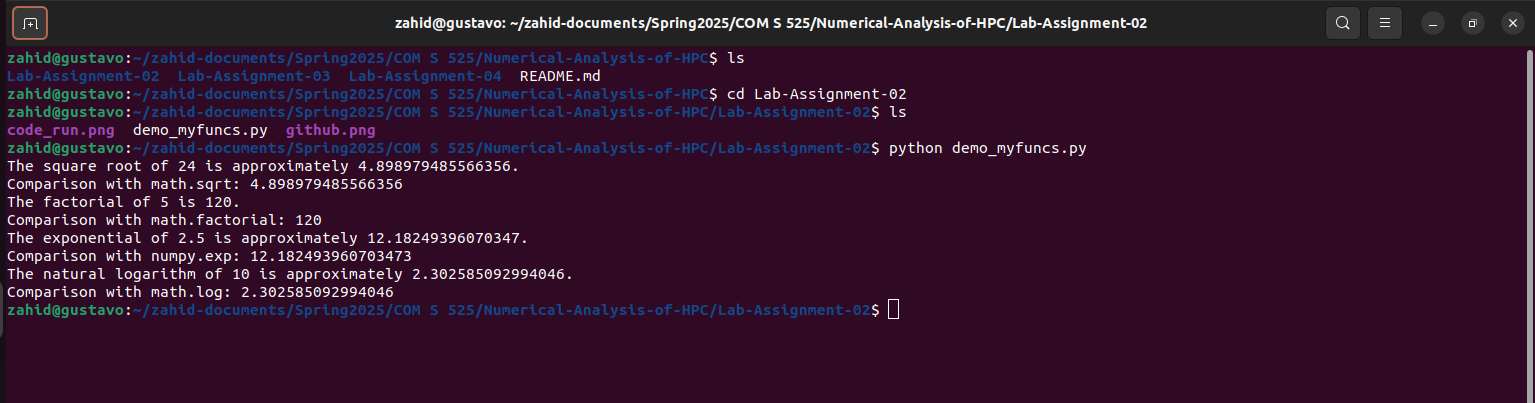 zahid@gustavo: ~/zahid-documents/Spring2025/COM S 525/Numerical-Analysis-of-HPC/Lab-Assignment-02
zahid@gustavo:~/zahid-documents/Spring2025/COM S 525/Numerical-Analysis-of-HPC$ ls
Lab-Assignment-02  Lab-Assignment-03  Lab-Assignment-04  README.md
zahid@gustavo:~/zahid-documents/Spring2025/COM S 525/Numerical-Analysis-of-HPC$ cd Lab-Assignment-02
zahid@gustavo:~/zahid-documents/Spring2025/COM S 525/Numerical-Analysis-of-HPC/Lab-Assignment-02$ ls
code_run.png  demo_myfuncs.py  github.png
zahid@gustavo:~/zahid-documents/Spring2025/COM S 525/Numerical-Analysis-of-HPC/Lab-Assignment-02$ python demo_myfuncs.py
The square root of 24 is approximately 4.898979485566356.
Comparison with math.sqrt: 4.898979485566356
The factorial of 5 is 120.
Comparison with math.factorial: 120
The exponential of 2.5 is approximately 12.18249396070347.
Comparison with numpy.exp: 12.182493960703473
The natural logarithm of 10 is approximately 2.302585092994046.
Comparison with math.log: 2.302585092994046
zahid@gustavo:~/zahid-documents/Spring2025/COM S 525/Numerical-Analysis-of-HPC/Lab-Assignment-02$